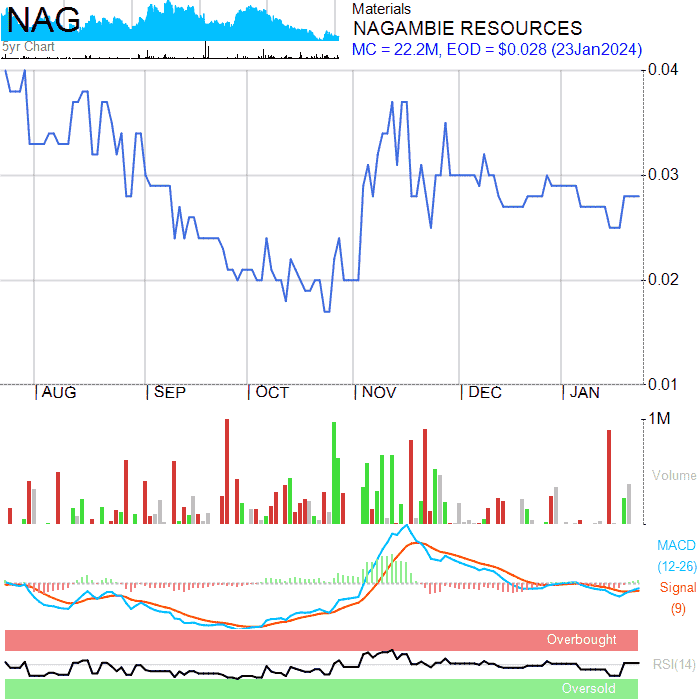 NAG
5yr Chart
Materials
NAGAMBIE RESOURCES
MC = 22.2M, EOD = $0.028 (23Jan2024)
0.04
0.03
0.02
0.01
AUG SEP OCT NOV DEC JAN
1M
Volume
MACD
(12-26)
Signal
(9)
Overbought
RSI(14)
Oversold